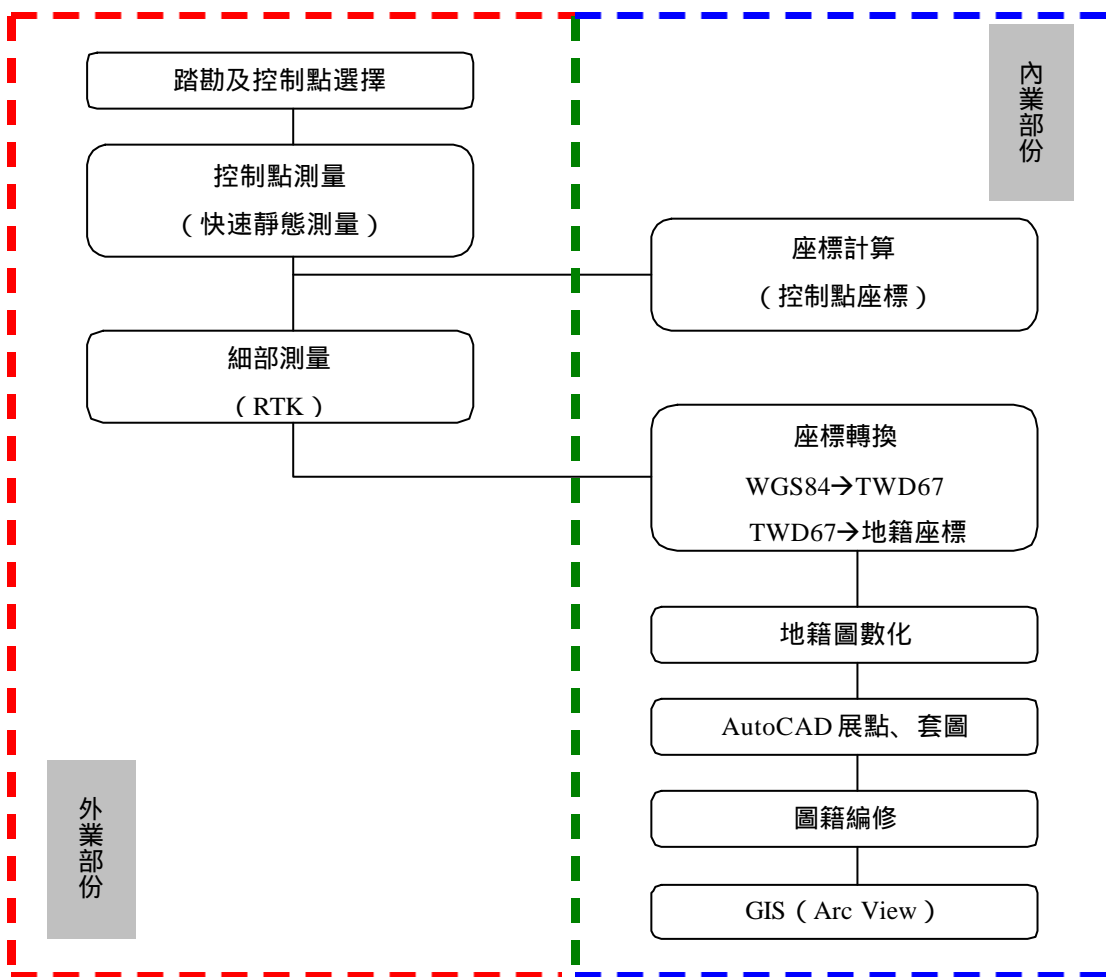 踏勘及控制點選擇
控制點測量
（快速靜態測量）
細部測量
（RTK）
外業部份
內業部份
座標計算
（控制點座標）
座標轉換
WGS84→TWD67
TWD67→地籍座標
地籍圖數化
AutoCAD 展點、套圖
圖籍編修
GIS（Arc View）